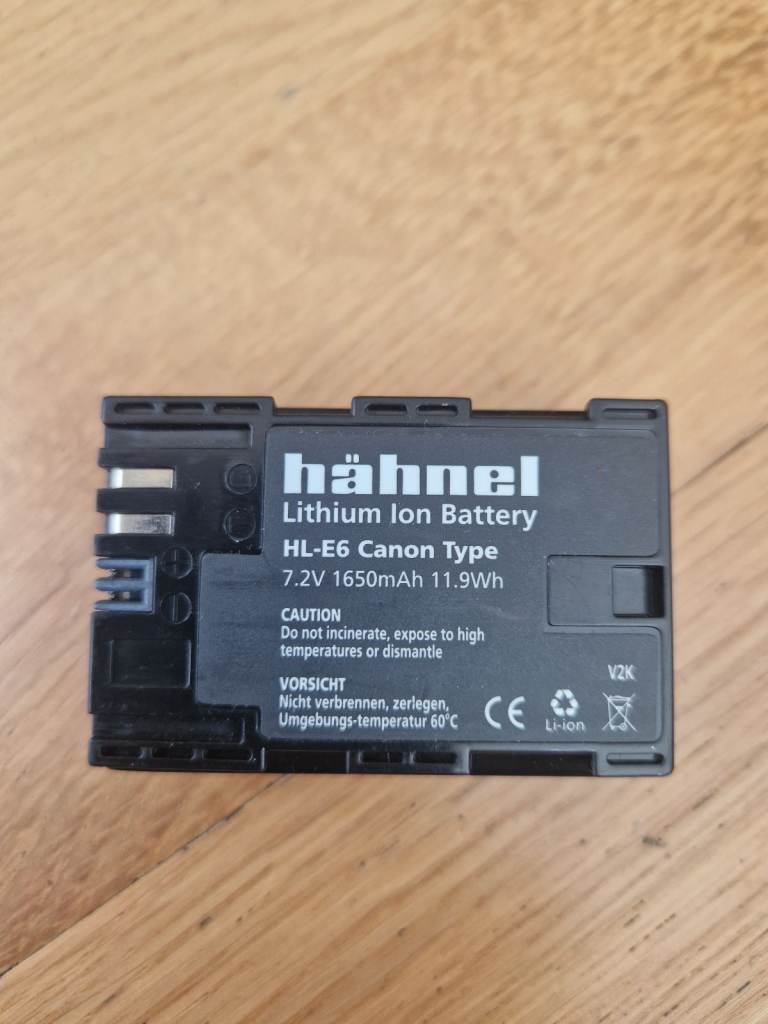 hähnel
Lithium Ion Battery
HL-E6 Canon Type
7.2V 1650mAh 11.9Wh
CAUTION
Do not incinerate, expose to high
temperatures or dismantle
VORSICHT
Nicht verbrennen, zerlegen,
Umgebungs-temperatur 60°C
CE
Li-ion
V2K